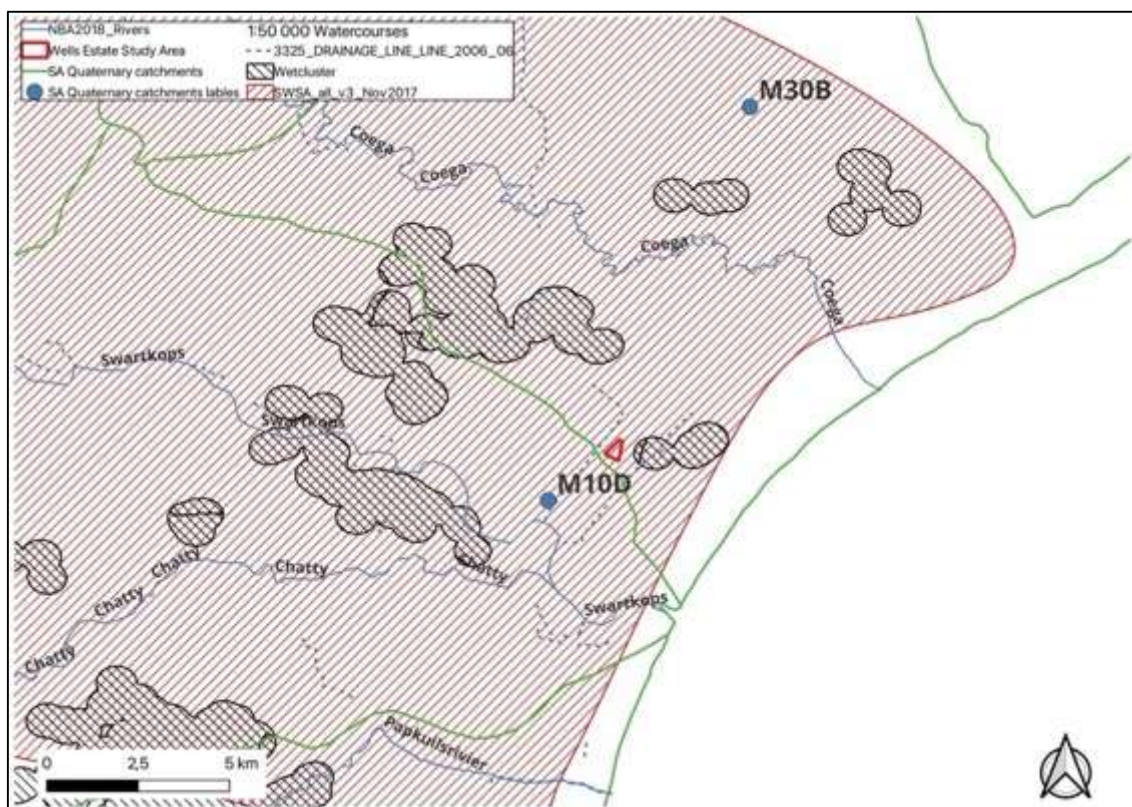 NBA2018_Rivers
Wells Estate Study Area
SA Quaternary catchments
SA Quaternary catchments lables
1:50 000 Watercourses
3325_DRAINAGE_LINE_LINE_2006_06
Wetcluster
SWSA_all_v3_Nov2017
M30B
Coega
Coega
Coega
Coega
Swartkops
Swartkops
M10D
Chatty
Chatty
Chatty
Chatty
Chatty
Swartkops
Papkuilsrivier
0 2,5 5 km